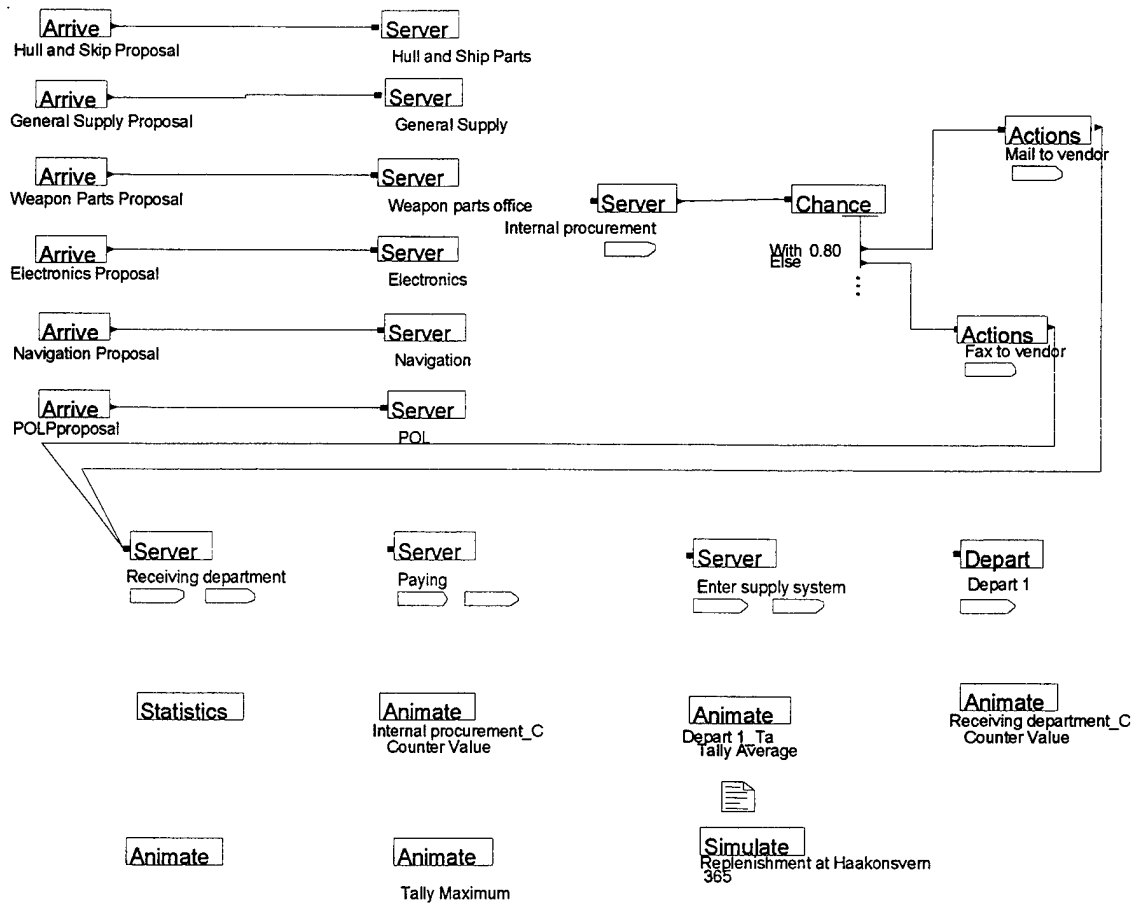 Arrive
Hull and Skip Proposal
Server
Hull and Ship Parts
Arrive
General Supply Proposal
Server
General Supply
Arrive
Weapon Parts Proposal
Server
Weapon parts office
Arrive
Electronics Proposal
Server
Electronics
Arrive
Navigation Proposal
Server
Navigation
Arrive
POLPproposal
Server
POL
Server
Internal procurement
Chance
With 0.80
Else
Actions
Mail to vendor
Actions
Fax to vendor
Server
Receiving department
Server
Paying
Server
Enter supply system
Depart
Depart 1
Statistics
Animate
Internal procurement_C
Counter Value
Animate
Depart 1_Ta
Tally Average
Animate
Receiving department_C
Counter Value
Animate
Animate
Tally Maximum
Simulate
Replenishment at Haakonsvern
365